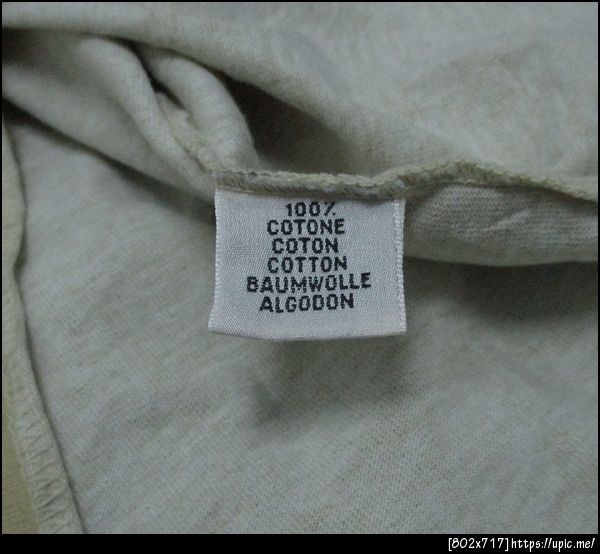 100%
COTONE
COTON
COTTON
BAUMWOLLE
ALGODON
[802x717]https://upic.me/